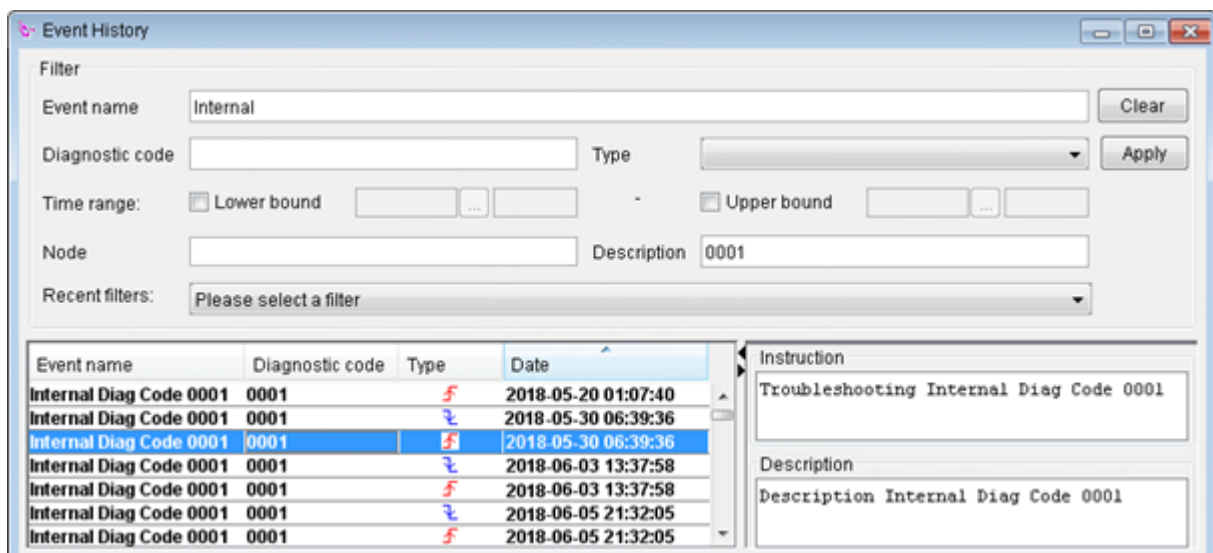 Event History
Filter
Event name Internal Clear
Diagnostic code Type Apply
Time range: Lower bound ... - Upper bound ...
Node Description 0001
Recent filters: Please select a filter
Event name Diagnostic code Type Date
Internal Diag Code 0001 0001 2018-05-20 01:07:40
Internal Diag Code 0001 0001 2018-05-30 06:39:36
Internal Diag Code 0001 0001 2018-05-30 06:39:36
Internal Diag Code 0001 0001 2018-06-03 13:37:58
Internal Diag Code 0001 0001 2018-06-03 13:37:58
Internal Diag Code 0001 0001 2018-06-05 21:32:05
Internal Diag Code 0001 0001 2018-06-05 21:32:05
Instruction
Troubleshooting Internal Diag Code 0001
Description
Description Internal Diag Code 0001